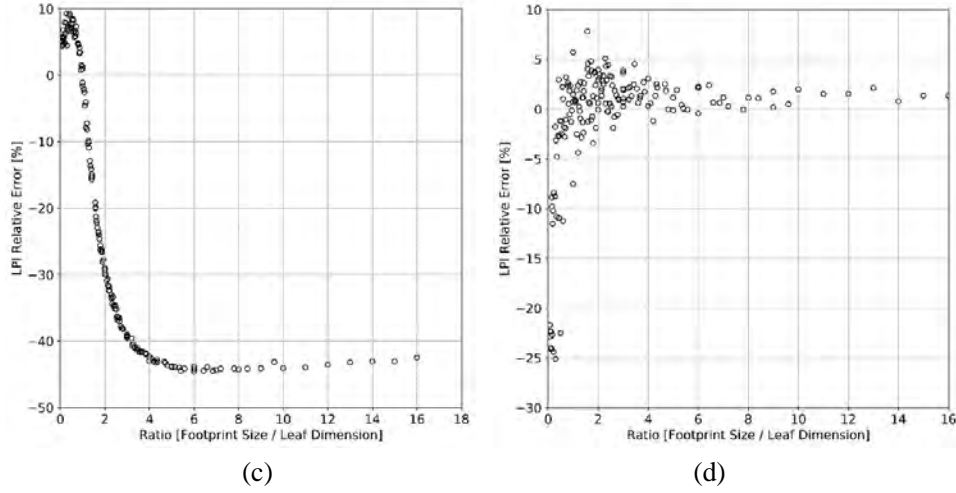 10
0
−10
−20
−30
−40
−50
LPI Relative Error [%]
0 2 4 6 8 10 12 14 16 18
Ratio [Footprint Size / Leaf Dimension]
(c)
10
5
0
−5
−10
−15
−20
−25
−30
LPI Relative Error [%]
0 2 4 6 8 10 12 14 16
Ratio [Footprint Size / Leaf Dimension]
(d)